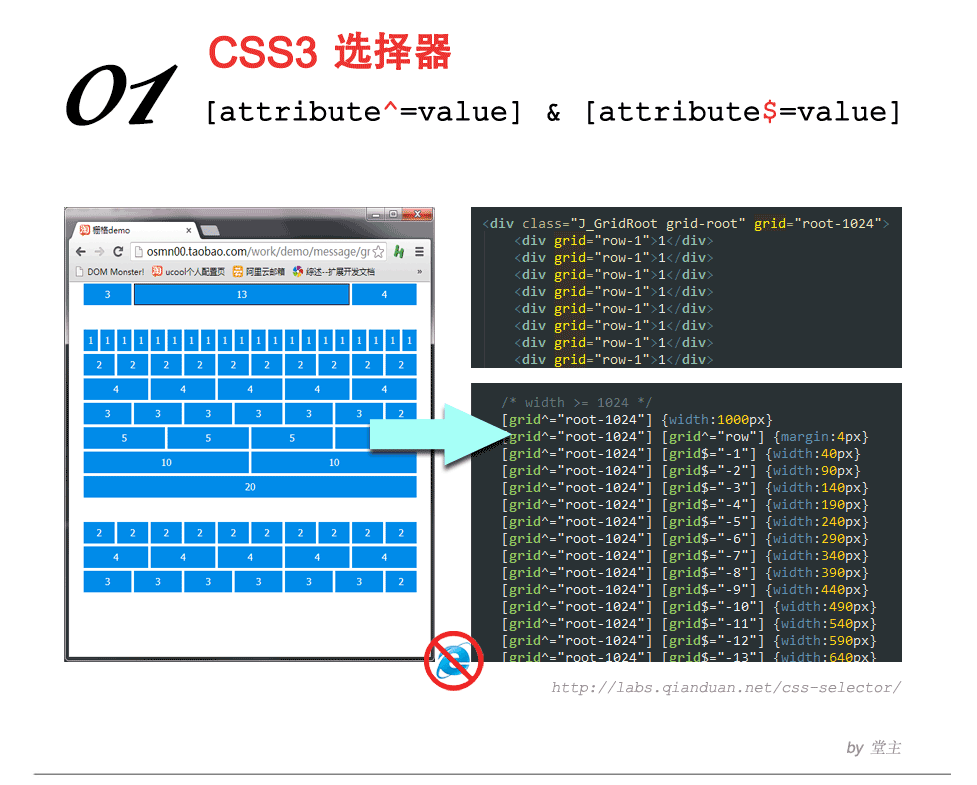 01
CSS3 选择器
[attribute^=value] & [attribute$=value]
栅格demo
osmn00.taobao.com/work/demo/message/gr
DOM Monster! ucool个人配置页 阿里云邮箱 综述--扩展开发文档 »
3 13 4
1 1 1 1 1 1 1 1 1 1 1 1 1 1 1 1 1 1 1 1
2 2 2 2 2 2 2 2 2 2
4 4 4 4 4
3 3 3 3 3 3 2
5 5 5
10 10
20
2 2 2 2 2 2 2 2 2 2
4 4 4 4 4
3 3 3 3 3 3 2
<div class="J_GridRoot grid-root" grid="root-1024">
<div grid="row-1">1</div>
<div grid="row-1">1</div>
<div grid="row-1">1</div>
<div grid="row-1">1</div>
<div grid="row-1">1</div>
<div grid="row-1">1</div>
<div grid="row-1">1</div>
<div grid="row-1">1</div>
/* width >= 1024 */
[grid^="root-1024"] {width:1000px}
[grid^="root-1024"] [grid^="row"] {margin:4px}
[grid^="root-1024"] [grid$="-1"] {width:40px}
[grid^="root-1024"] [grid$="-2"] {width:90px}
[grid^="root-1024"] [grid$="-3"] {width:140px}
[grid^="root-1024"] [grid$="-4"] {width:190px}
[grid^="root-1024"] [grid$="-5"] {width:240px}
[grid^="root-1024"] [grid$="-6"] {width:290px}
[grid^="root-1024"] [grid$="-7"] {width:340px}
[grid^="root-1024"] [grid$="-8"] {width:390px}
[grid^="root-1024"] [grid$="-9"] {width:440px}
[grid^="root-1024"] [grid$="-10"] {width:490px}
[grid^="root-1024"] [grid$="-11"] {width:540px}
[grid^="root-1024"] [grid$="-12"] {width:590px}
[grid^="root-1024"] [grid$="-13"] {width:640px}
http://labs.qianduan.net/css-selector/
by 堂主